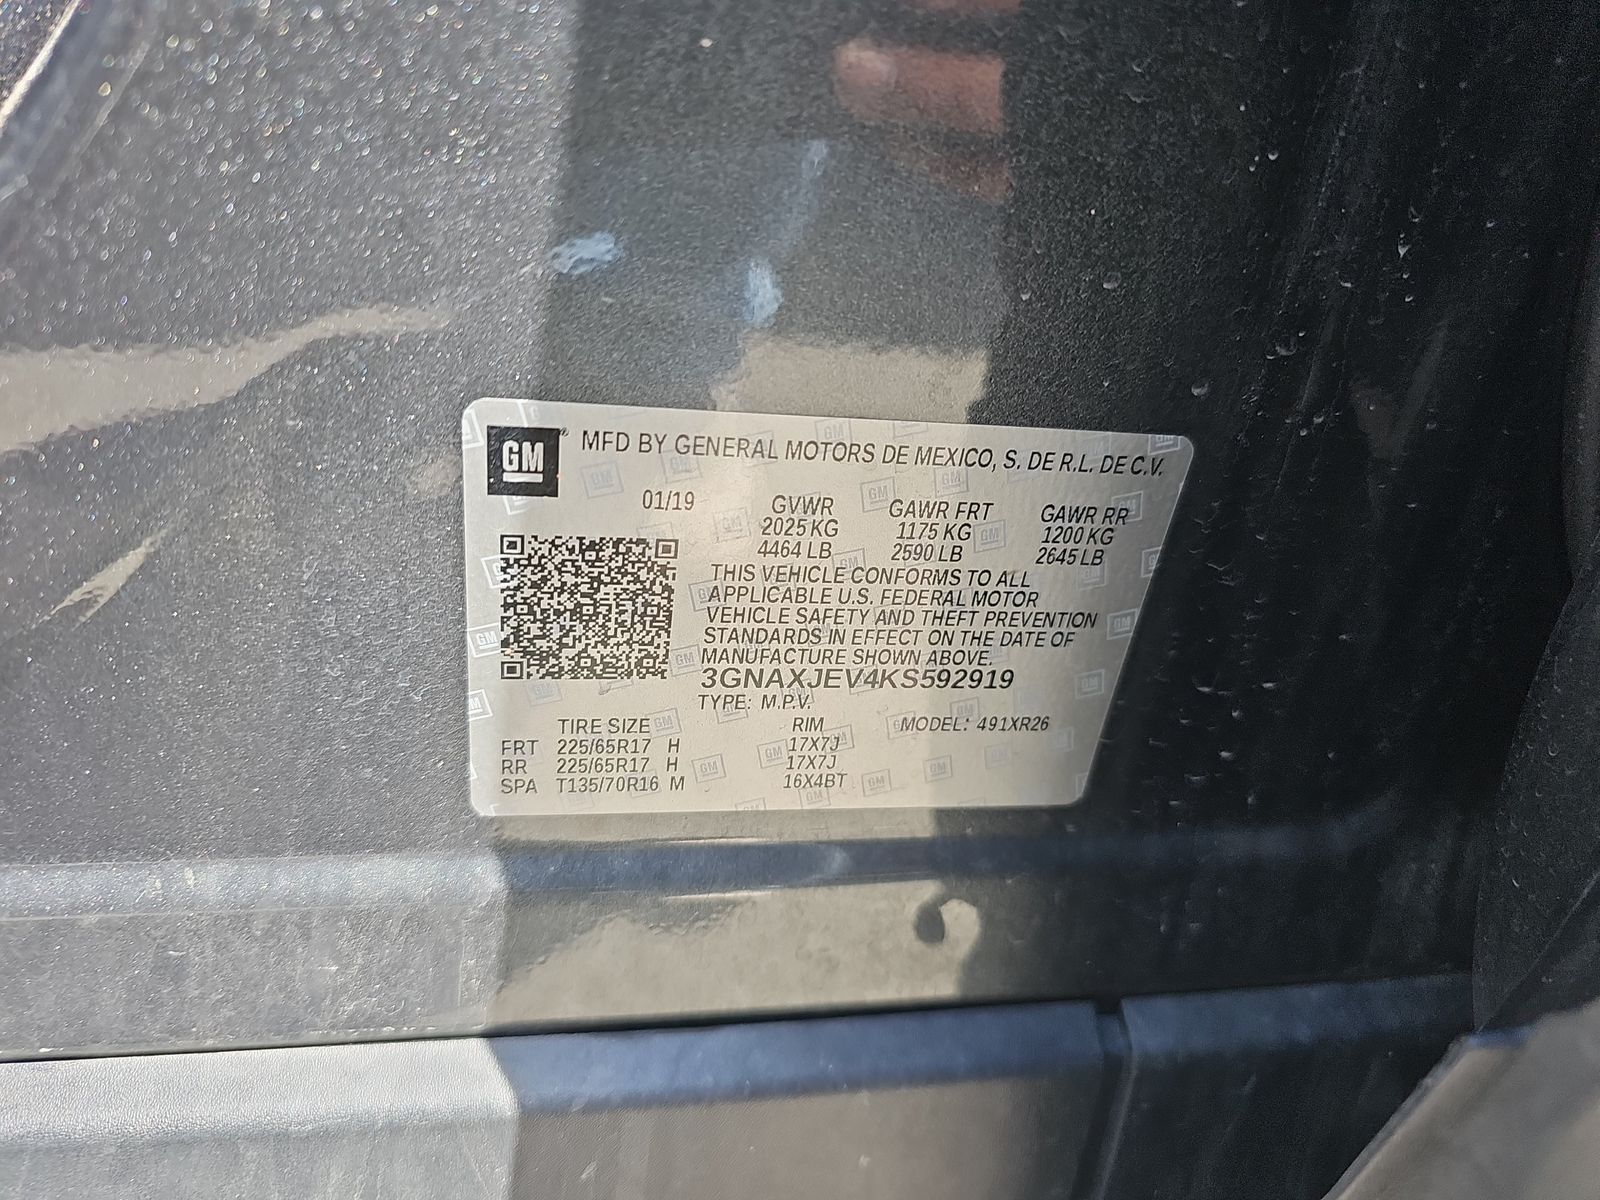 GM MFD BY GENERAL MOTORS DE MEXICO, S. DE R.L. DE C.V.
01/19 GVWR GAWR FRT GAWR RR
2025 KG 1175 KG 1200 KG
4464 LB 2590 LB 2645 LB
THIS VEHICLE CONFORMS TO ALL
APPLICABLE U.S. FEDERAL MOTOR
VEHICLE SAFETY AND THEFT PREVENTION
STANDARDS IN EFFECT ON THE DATE OF
MANUFACTURE SHOWN ABOVE.
3GNAXJEV4KS592919
TYPE: M.P.V.
TIRE SIZE RIM MODEL: 491XR26
FRT 225/65R17 H 17X7J
RR 225/65R17 H 17X7J
SPA T135/70R16 M 16X4BT